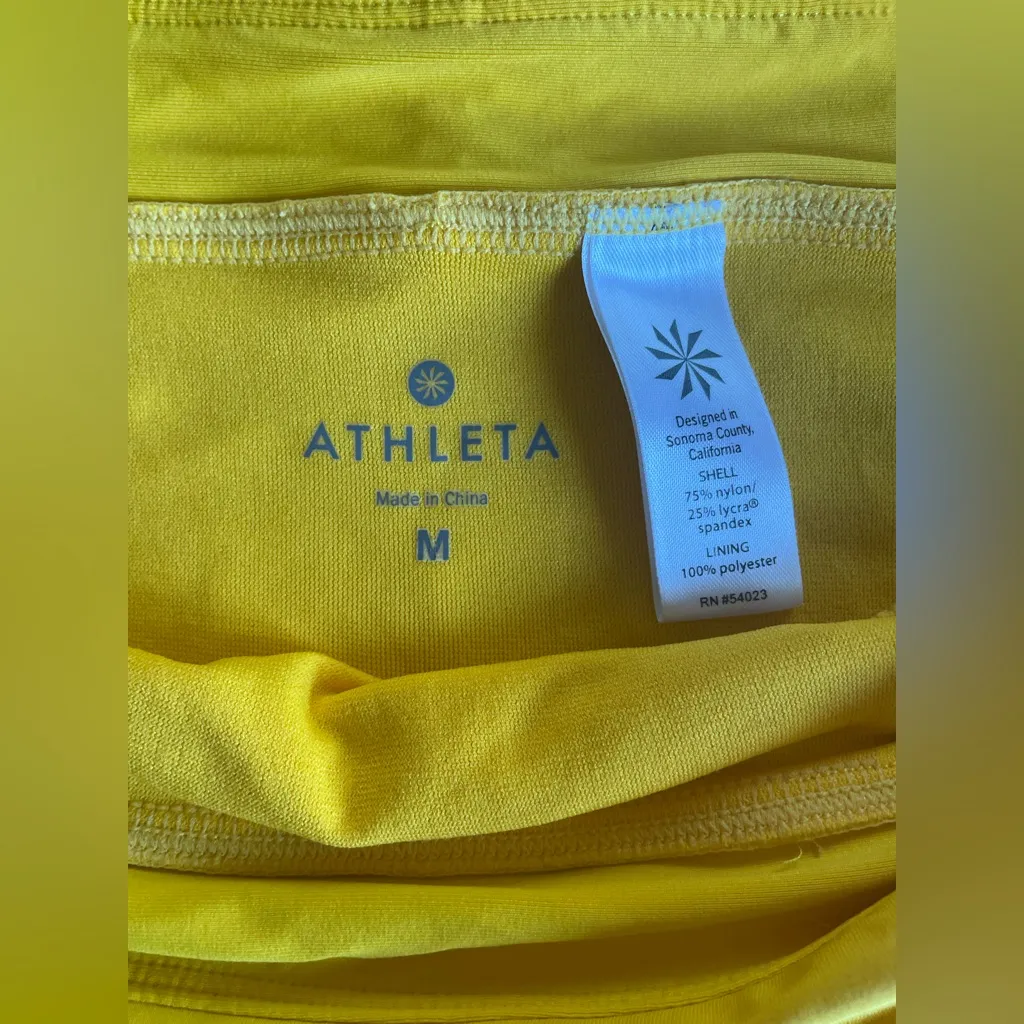 ATHLETA
Made in China
M
Designed in
Sonoma County,
California
SHELL
75% nylon/
25% lycra®
spandex
LINING
100% polyester
RN #54023